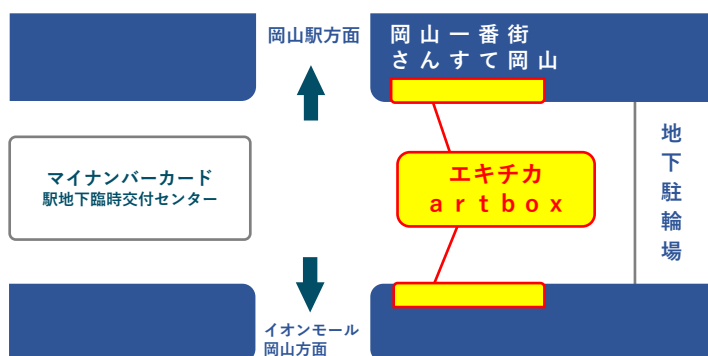 岡山駅方面
岡山一番街
さんすて岡山
マイナンバーカード
駅地下臨時交付センター
エキチカ
artbox
地下駐輪場
イオンモール
岡山方面